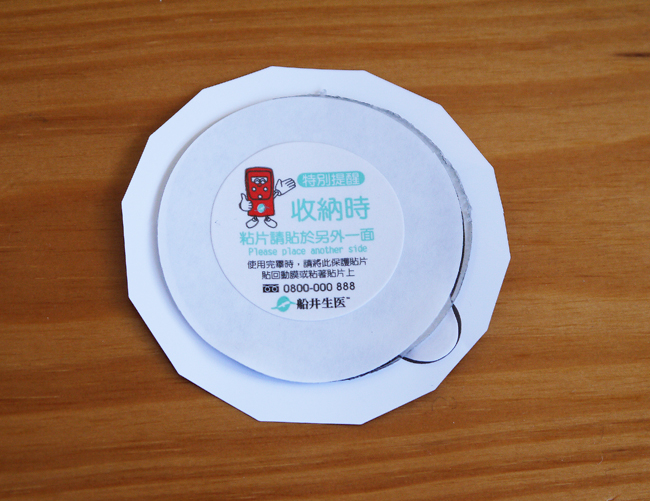 特別提醒
收納時
粘片請貼於另外一面
Please place another side
使用完畢時，請將此保護貼片
貼回動膜或粘著貼片上
0800-000 888
船井生医™